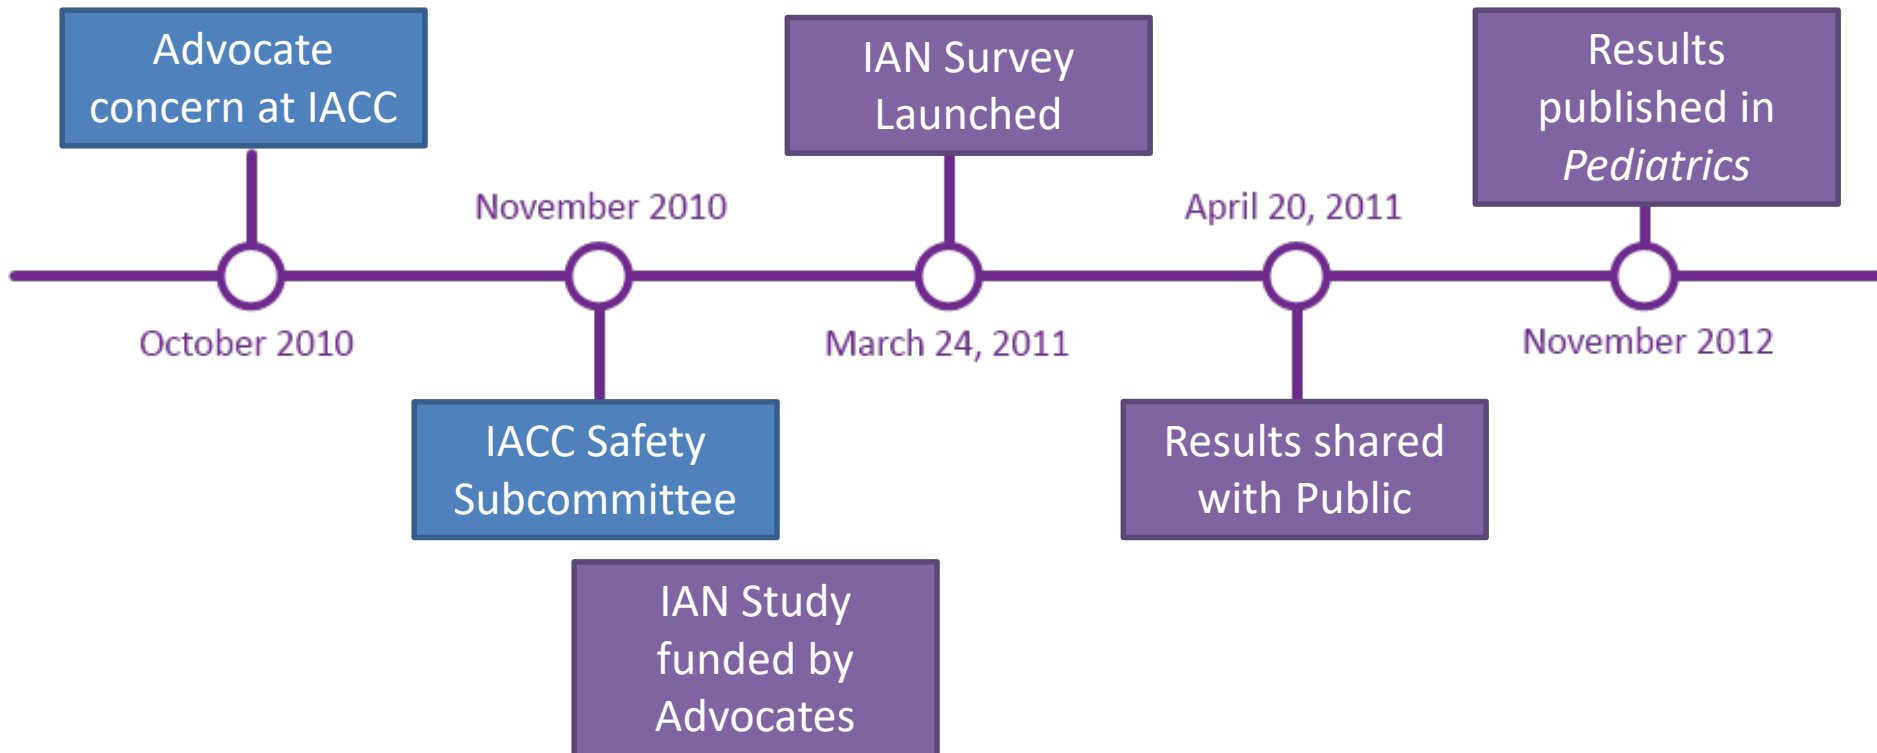 Advocate
concern at IACC
October 2010
November 2010
IACC Safety
Subcommittee
IAN Study
funded by
Advocates
IAN Survey
Launched
March 24, 2011
April 20, 2011
Results shared
with Public
Results
published in
Pediatrics
November 2012